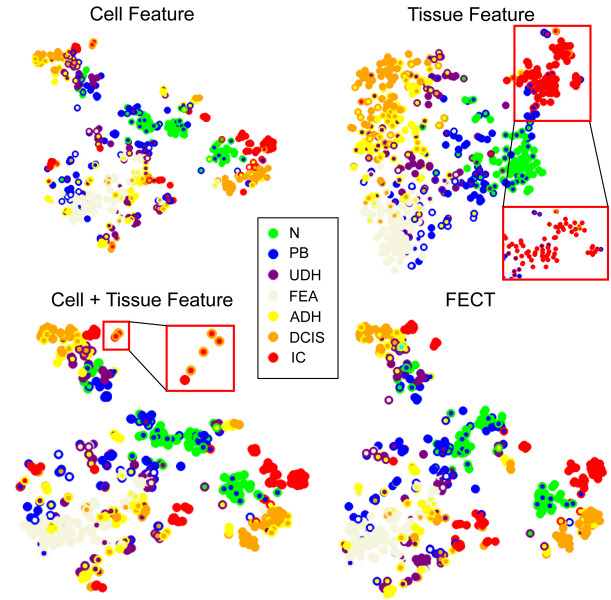 Cell Feature
Tissue Feature
N
PB
UDH
FEA
ADH
DCIS
IC
Cell + Tissue Feature
FECT